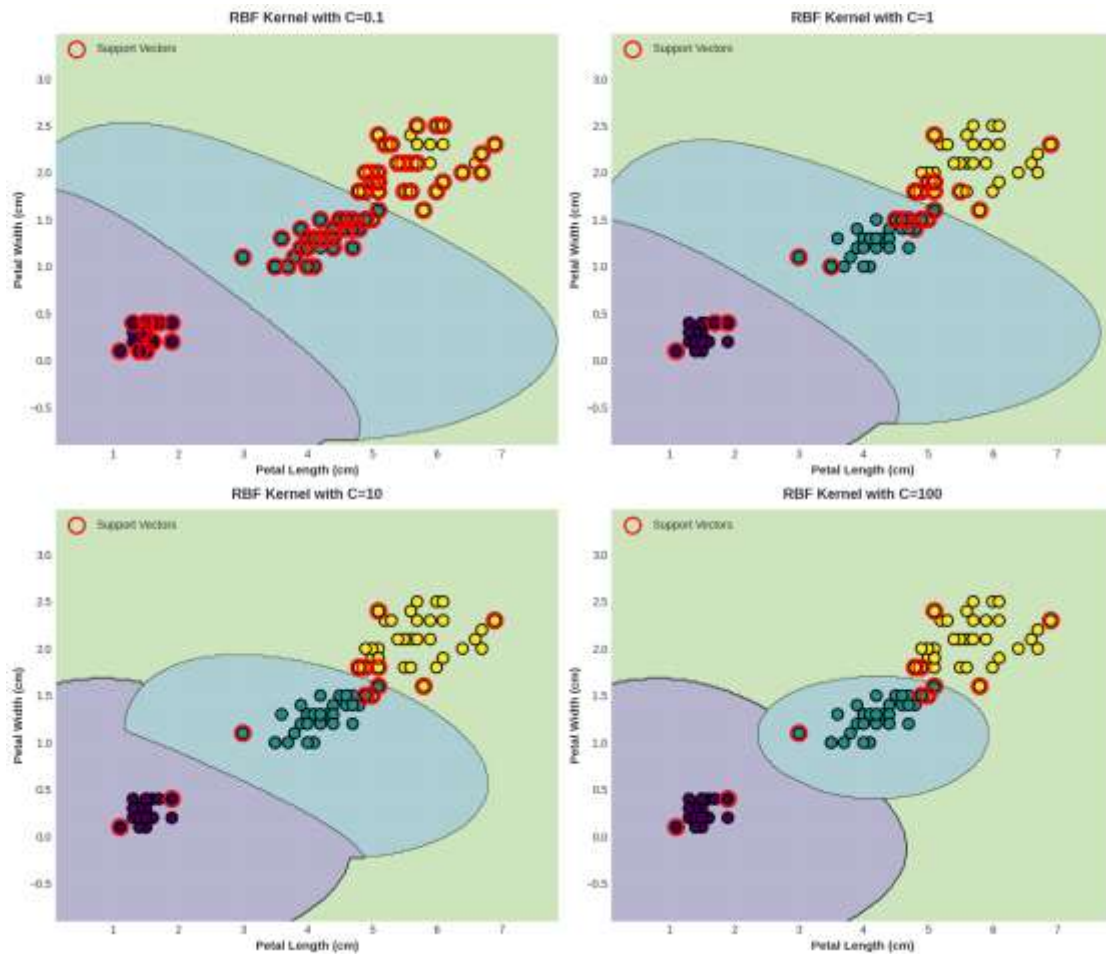 RBF Kernel with C=0.1
Support Vectors
3.0
2.5
2.0
1.5
1.0
0.5
0.0
−0.5
Petal Width (cm)
1 2 3 4 5 6 7
Petal Length (cm)
RBF Kernel with C=1
Support Vectors
3.0
2.5
2.0
1.5
1.0
0.5
0.0
−0.5
Petal Width (cm)
1 2 3 4 5 6 7
Petal Length (cm)
RBF Kernel with C=10
Support Vectors
3.0
2.5
2.0
1.5
1.0
0.5
0.0
−0.5
Petal Width (cm)
1 2 3 4 5 6 7
Petal Length (cm)
RBF Kernel with C=100
Support Vectors
3.0
2.5
2.0
1.5
1.0
0.5
0.0
−0.5
Petal Width (cm)
1 2 3 4 5 6 7
Petal Length (cm)